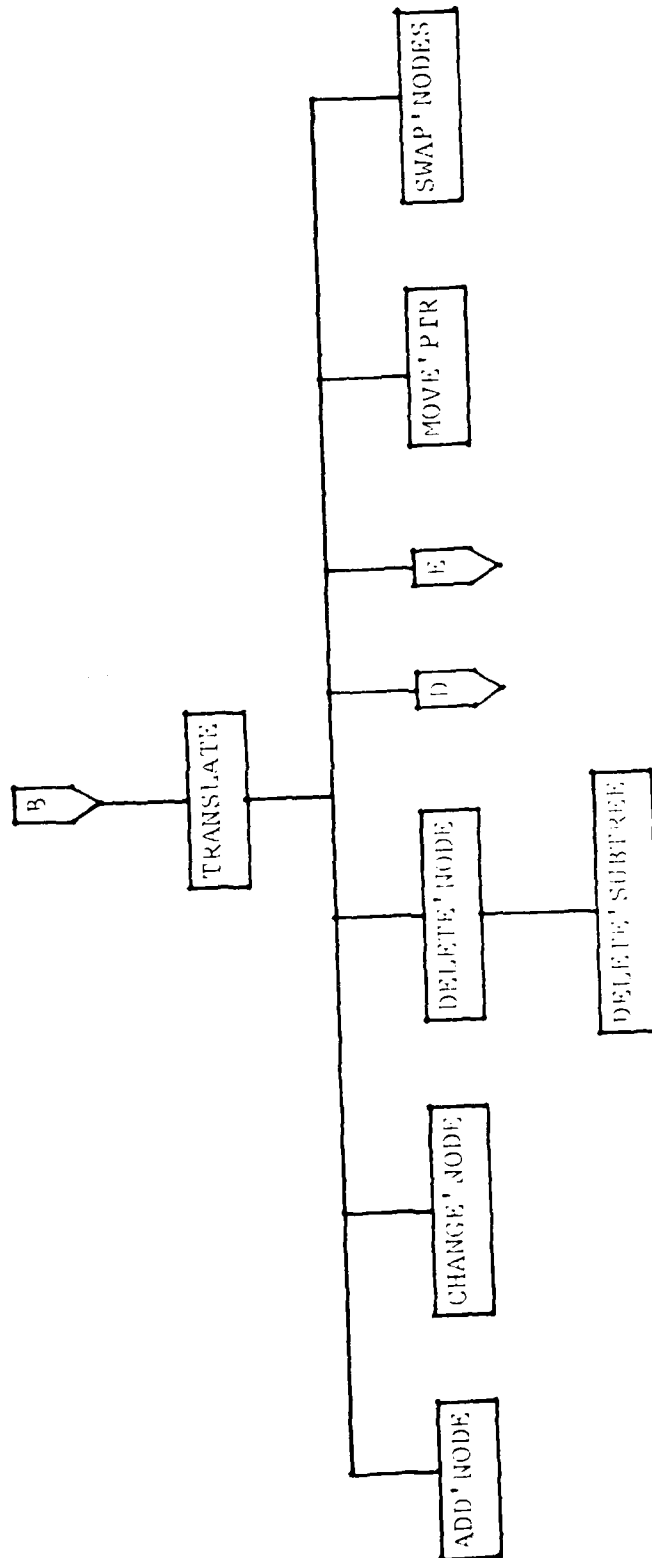 B
TRANSLATE
ADD'NODE
CHANGE'NODE
DELETE'NODE
D
E
MOVE'PTR
SWAP'NODES
DELETE'SUBTREE